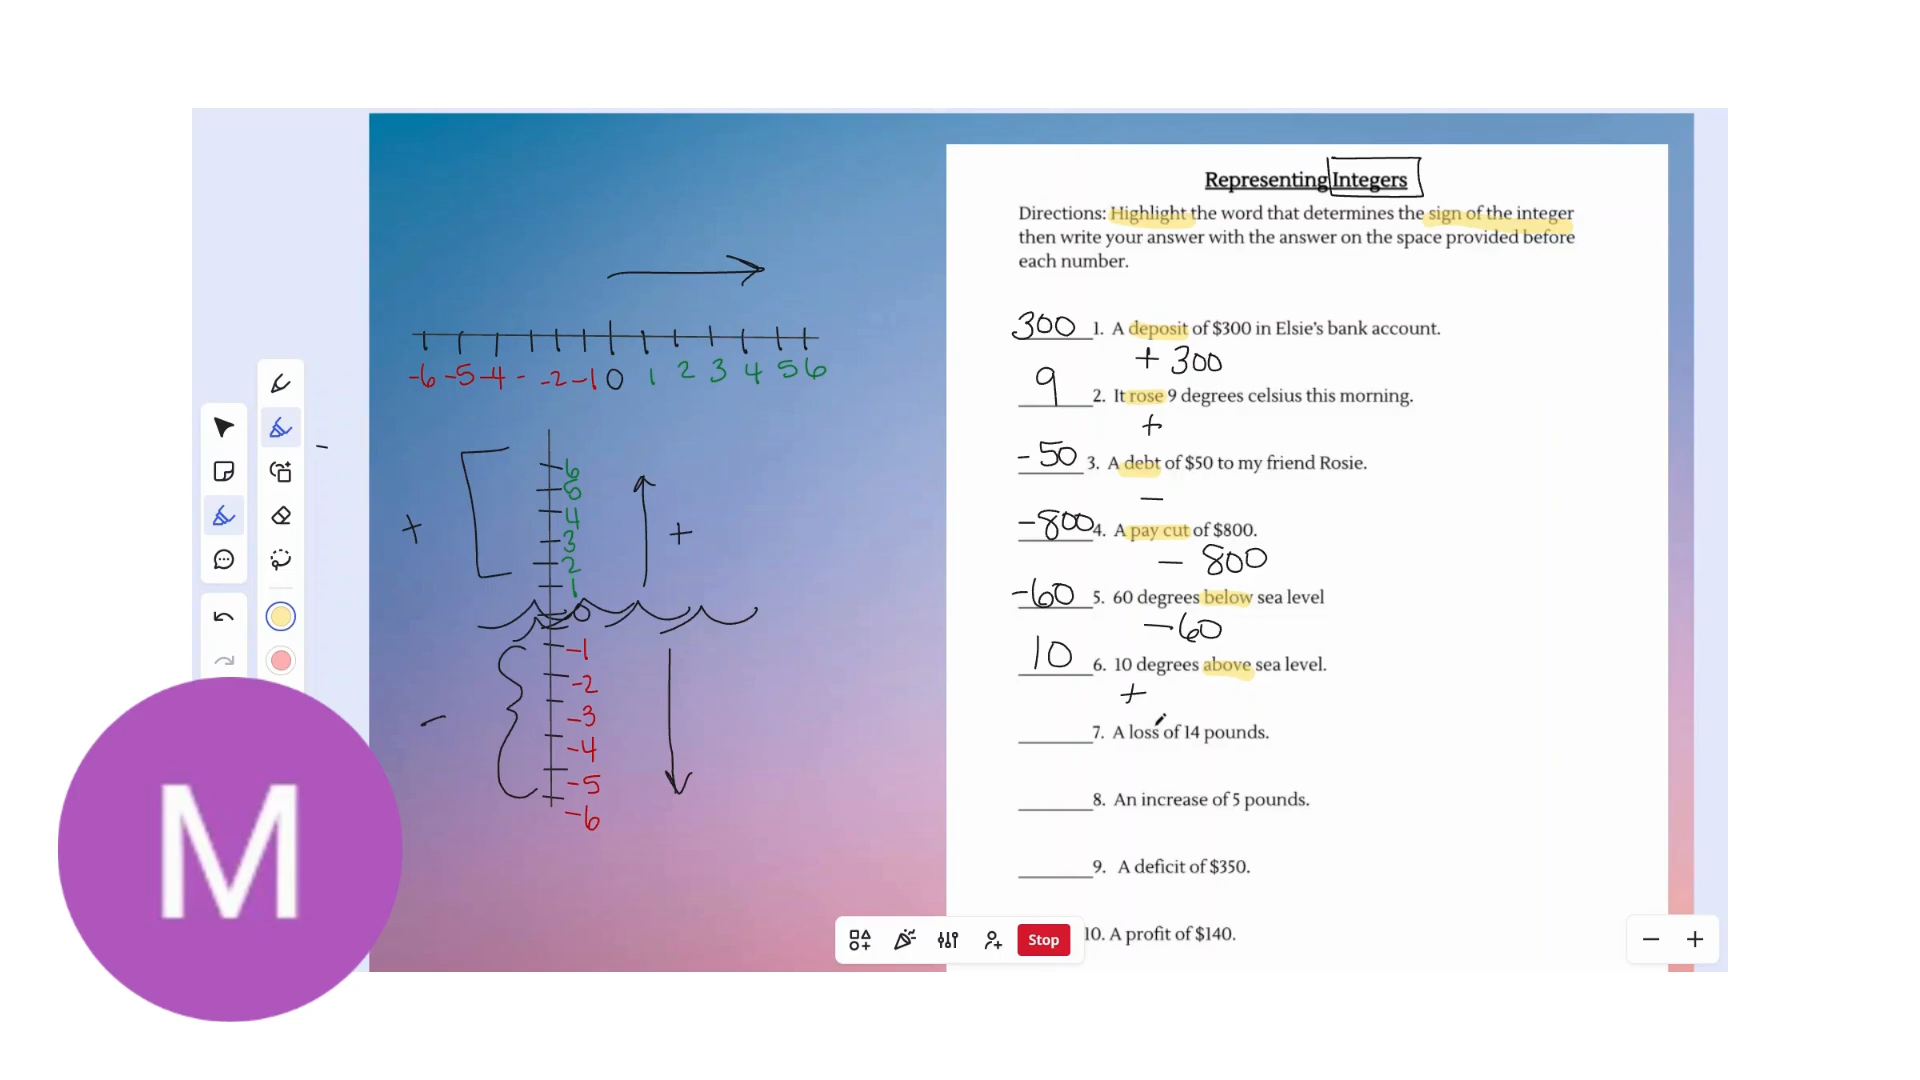 Representing Integers
Directions: Highlight the word that determines the sign of the integer
then write your answer with the answer on the space provided before
each number.
300 1. A deposit of $300 in Elsie's bank account.
+ 300
9 2. It rose 9 degrees celsius this morning.
+
-50 3. A debt of $50 to my friend Rosie.
-
-800 4. A pay cut of $800.
- 800
-60 5. 60 degrees below sea level
-60
10 6. 10 degrees above sea level.
+
7. A loss of 14 pounds.
8. An increase of 5 pounds.
9. A deficit of $350.
10. A profit of $140.
-6 -5 -4 - -2 -1 0 1 2 3 4 5 6
6
5
4
+ 3 +
2
1
0
-1
-2
- -3
-4
-5
-6
-
M
Stop